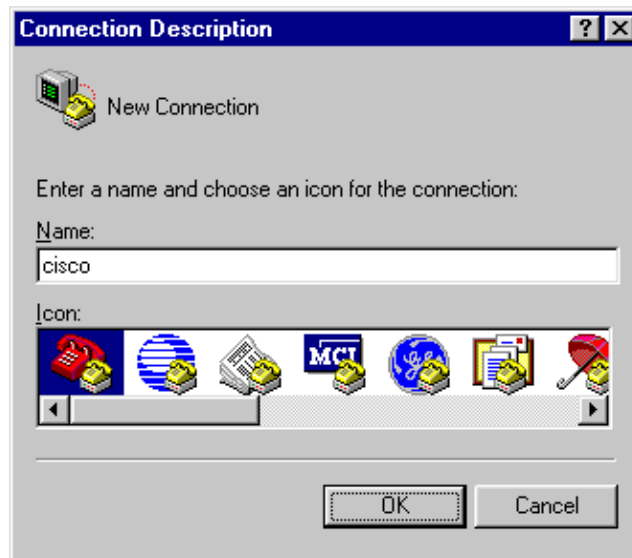 Connection Description
New Connection
Enter a name and choose an icon for the connection:
Name:
cisco
Icon:
MCI
OK Cancel